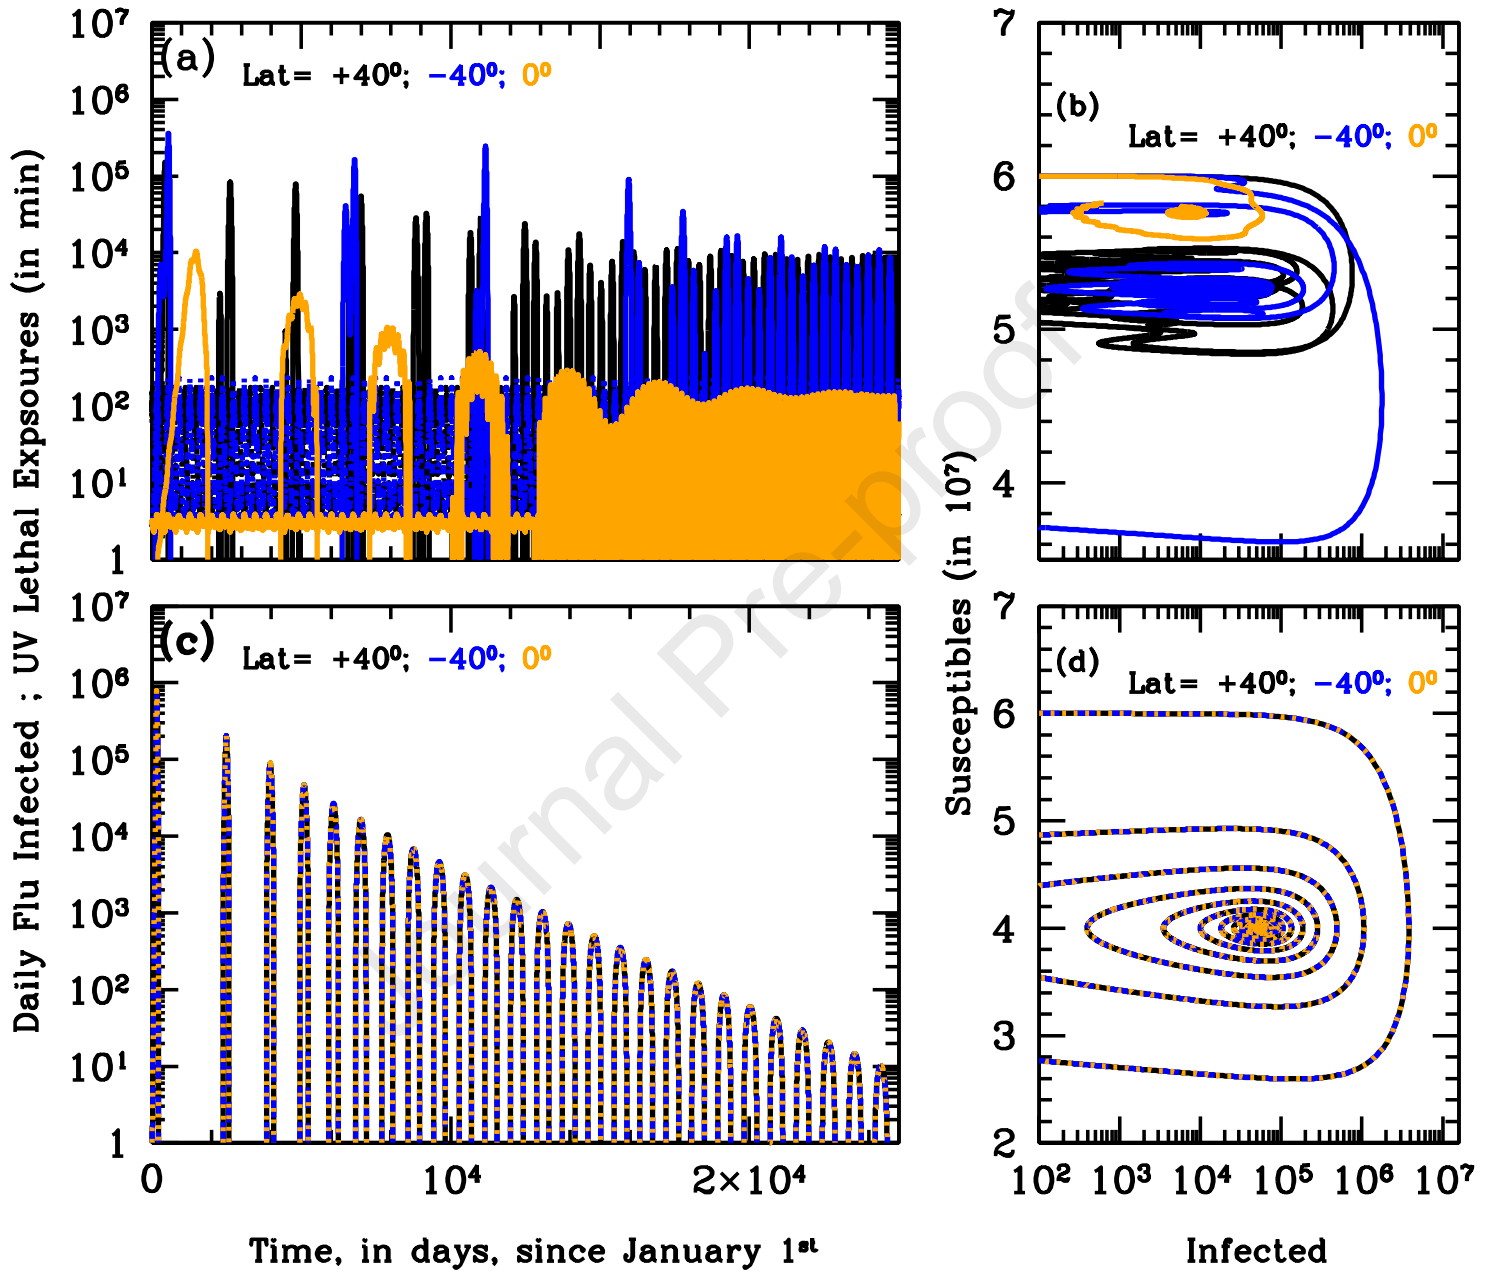 Daily Flu Infected ; UV Lethal Expsoures (in min)
10⁷
10⁶
10⁵
10⁴
10³
10²
10¹
1
(a)
Lat= +40⁰; −40⁰; 0⁰
7
6
5
4
(b)
Lat= +40⁰; −40⁰; 0⁰
Susceptibles (in 10⁷)
10⁷
10⁶
10⁵
10⁴
10³
10²
10¹
1
(c)
Lat= +40⁰; −40⁰; 0⁰
0 10⁴ 2×10⁴
Time, in days, since January 1ˢᵗ
7
6
5
4
3
2
(d)
Lat= +40⁰; −40⁰; 0⁰
10² 10³ 10⁴ 10⁵ 10⁶ 10⁷
Infected
Journal Pre-proof